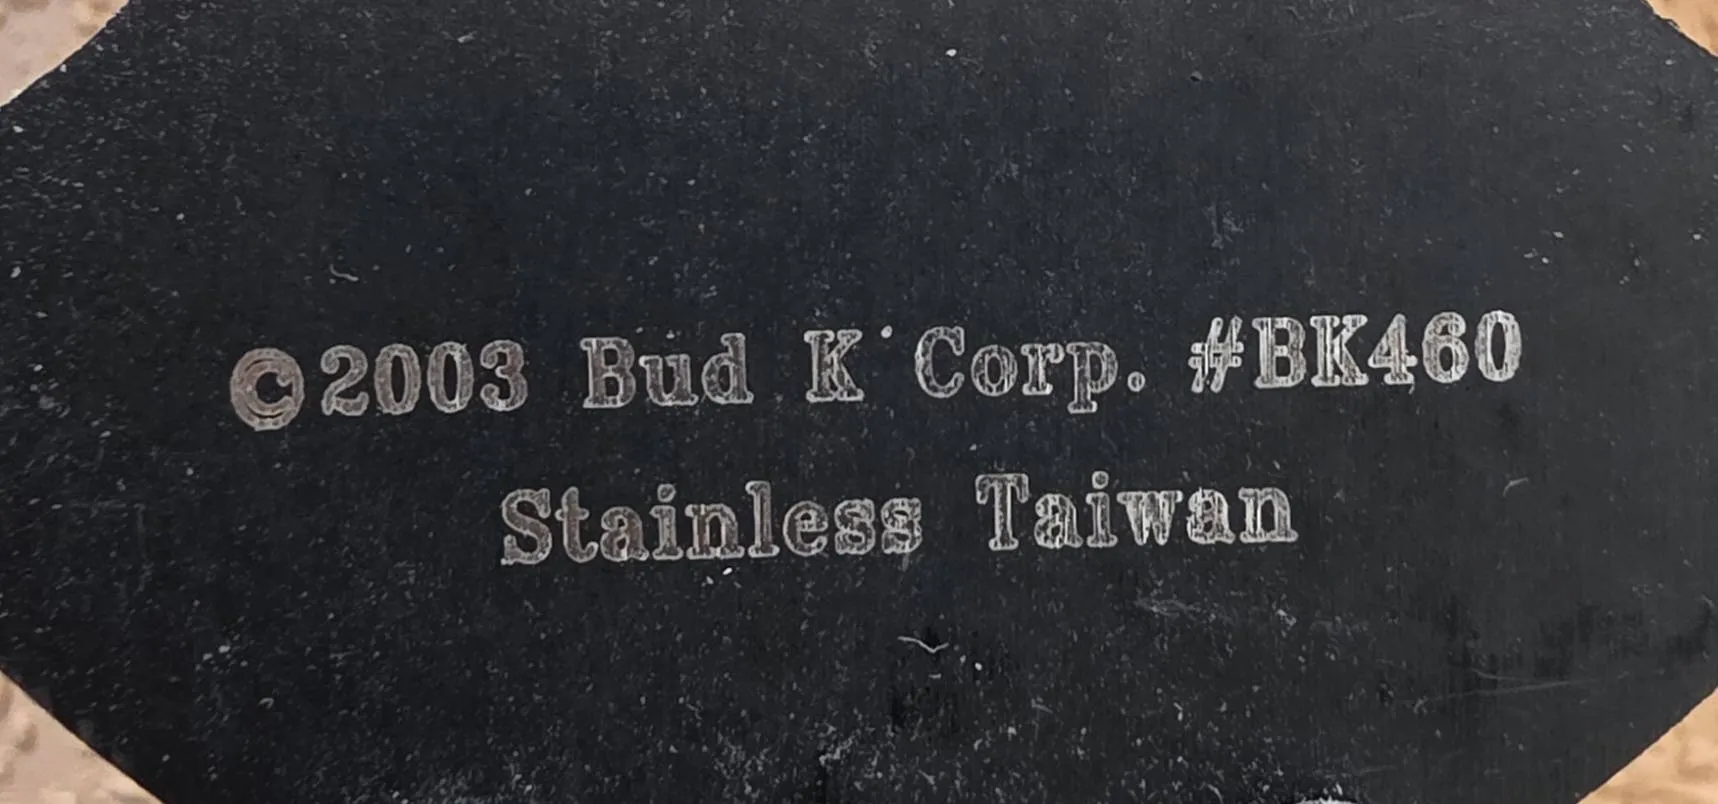 ©2003 Bud K Corp. #BK460
Stainless Taiwan